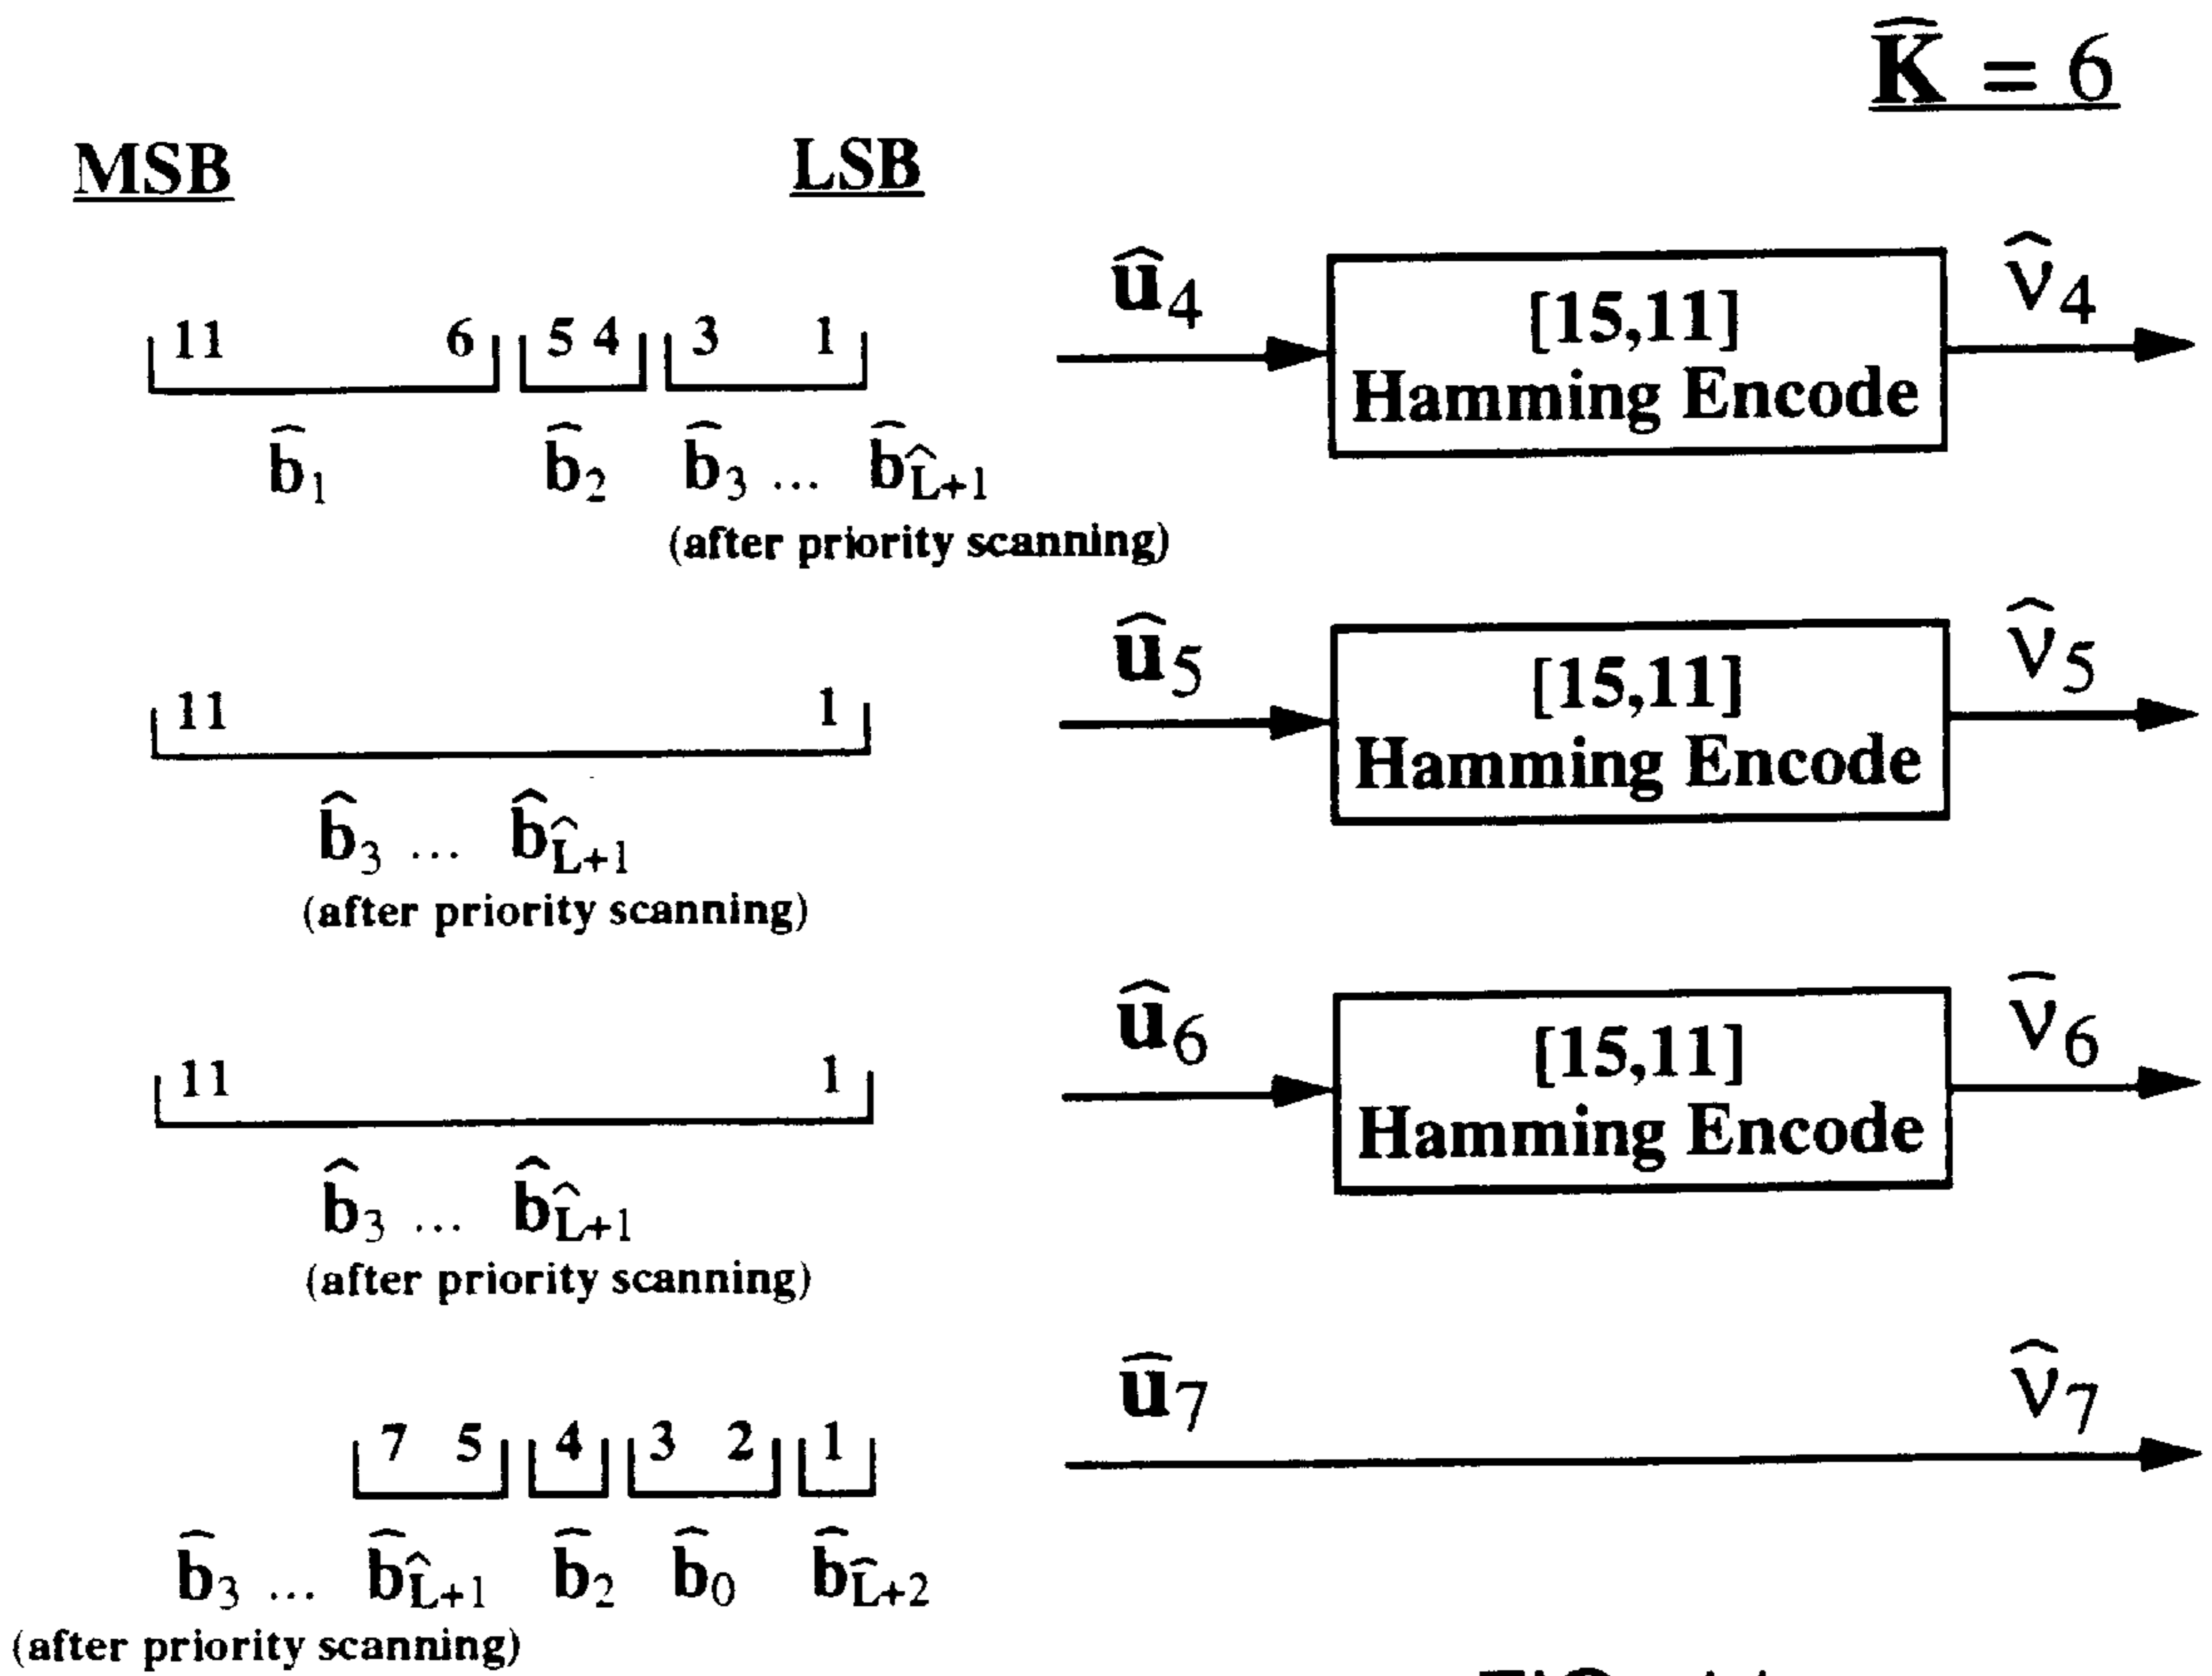 K̂ = 6
MSB LSB
û4 [15,11] v̂4
Hamming Encode
11 6 5 4 3 1
b̂1 b̂2 b̂3 ... b̂L̂+1
(after priority scanning)
û5 [15,11] v̂5
Hamming Encode
11 1
b̂3 ... b̂L̂+1
(after priority scanning)
û6 [15,11] v̂6
Hamming Encode
11 1
b̂3 ... b̂L̂+1
(after priority scanning)
û7 v̂7
7 5 4 3 2 1
b̂3 ... b̂L̂+1 b̂2 b̂0 b̂L̂+2
(after priority scanning)